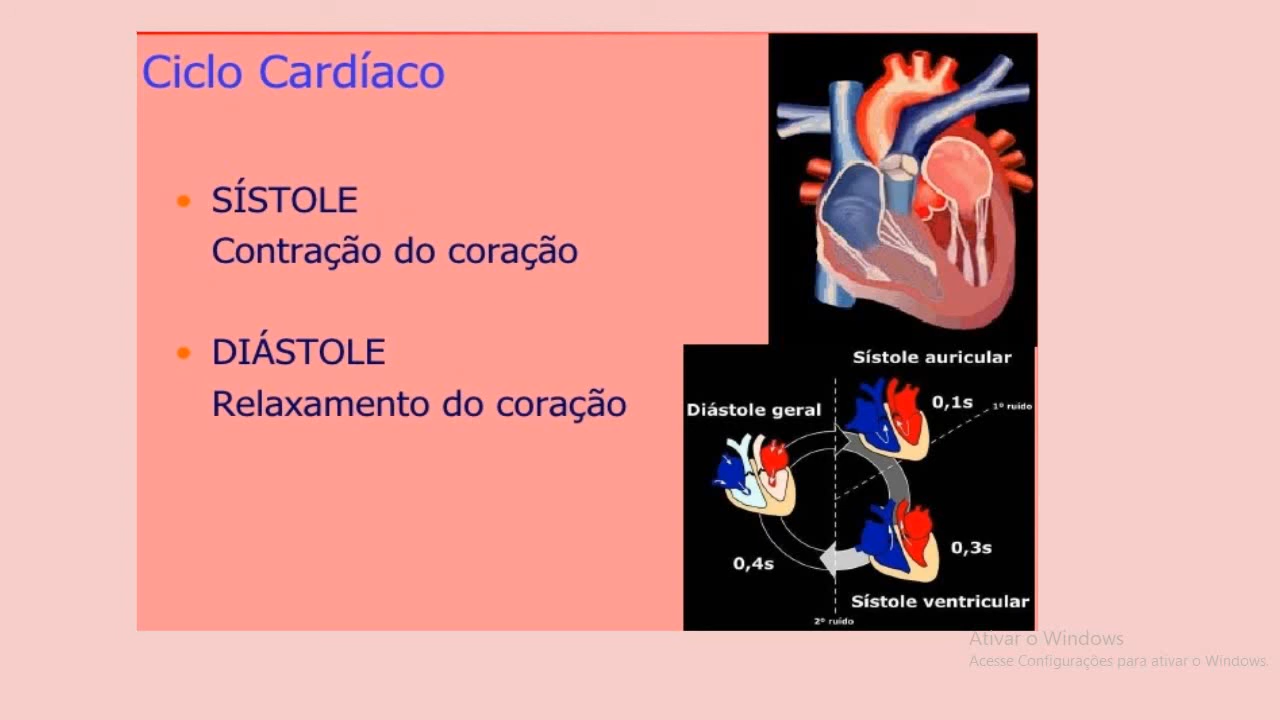 Ciclo Cardíaco
SÍSTOLE
Contração do coração
DIÁSTOLE
Relaxamento do coração
Sístole auricular
0,1s
1º ruído
Diástole geral
0,3s
0,4s
Sístole ventricular
2º ruído
Ativar o Windows
Acesse Configurações para ativar o Windows.